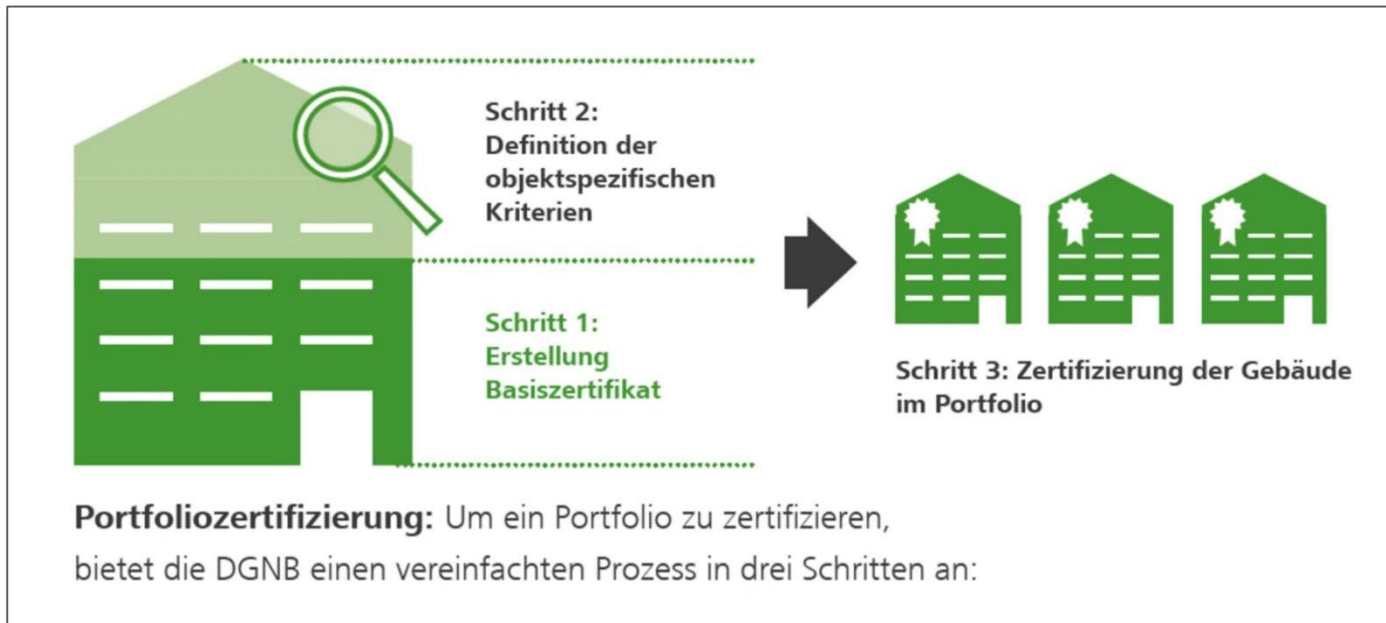 Schritt 2:
Definition der
objektspezifischen
Kriterien
Schritt 1:
Erstellung
Basiszertifikat
Schritt 3: Zertifizierung der Gebäude
im Portfolio
Portfoliozertifizierung: Um ein Portfolio zu zertifizieren,
bietet die DGNB einen vereinfachten Prozess in drei Schritten an: